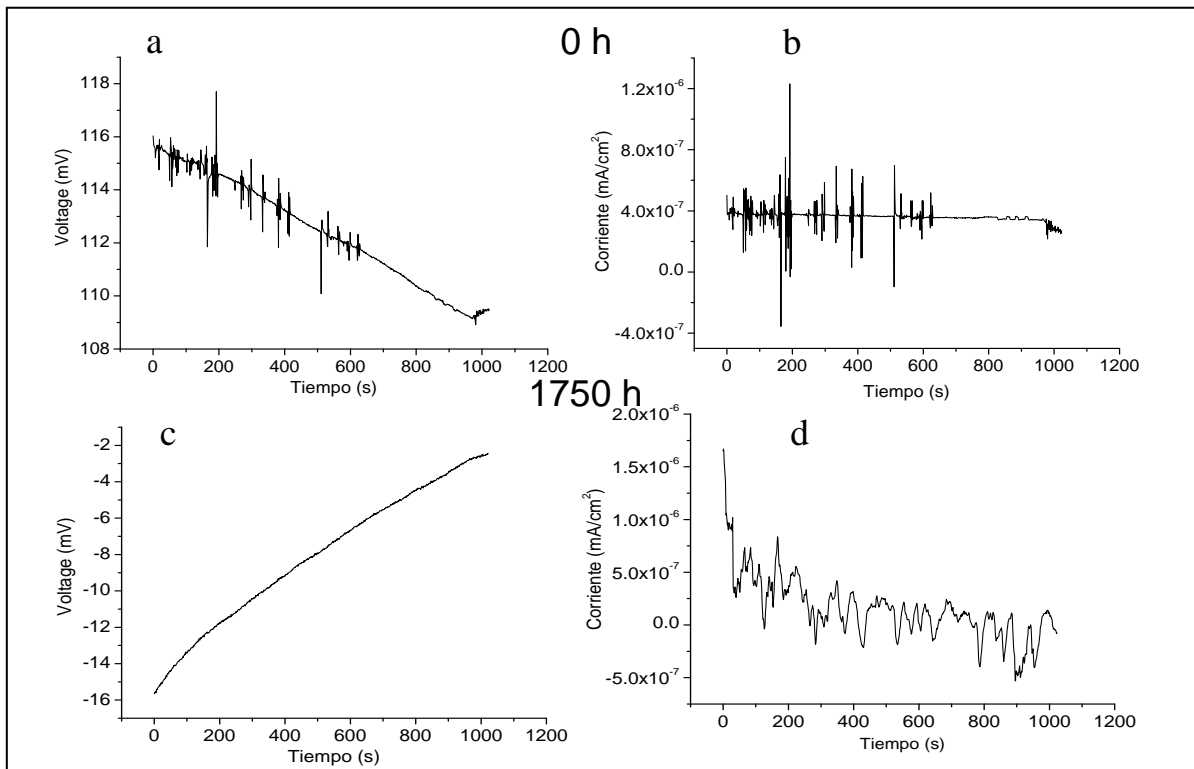 a
0 h
b
118
116
114
112
110
108
Voltage (mV)
0
200
400
600
800
1000
1200
Tiempo (s)
1.2x10⁻⁶
8.0x10⁻⁷
4.0x10⁻⁷
0.0
-4.0x10⁻⁷
Corriente (mA/cm²)
0
200
400
600
800
1000
1200
Tiempo (s)
1750 h
c
-2
-4
-6
-8
-10
-12
-14
-16
Voltage (mV)
0
200
400
600
800
1000
1200
Tiempo (s)
d
2.0x10⁻⁶
1.5x10⁻⁶
1.0x10⁻⁶
5.0x10⁻⁷
0.0
-5.0x10⁻⁷
Corriente (mA/cm²)
0
200
400
600
800
1000
1200
Tiempo (s)